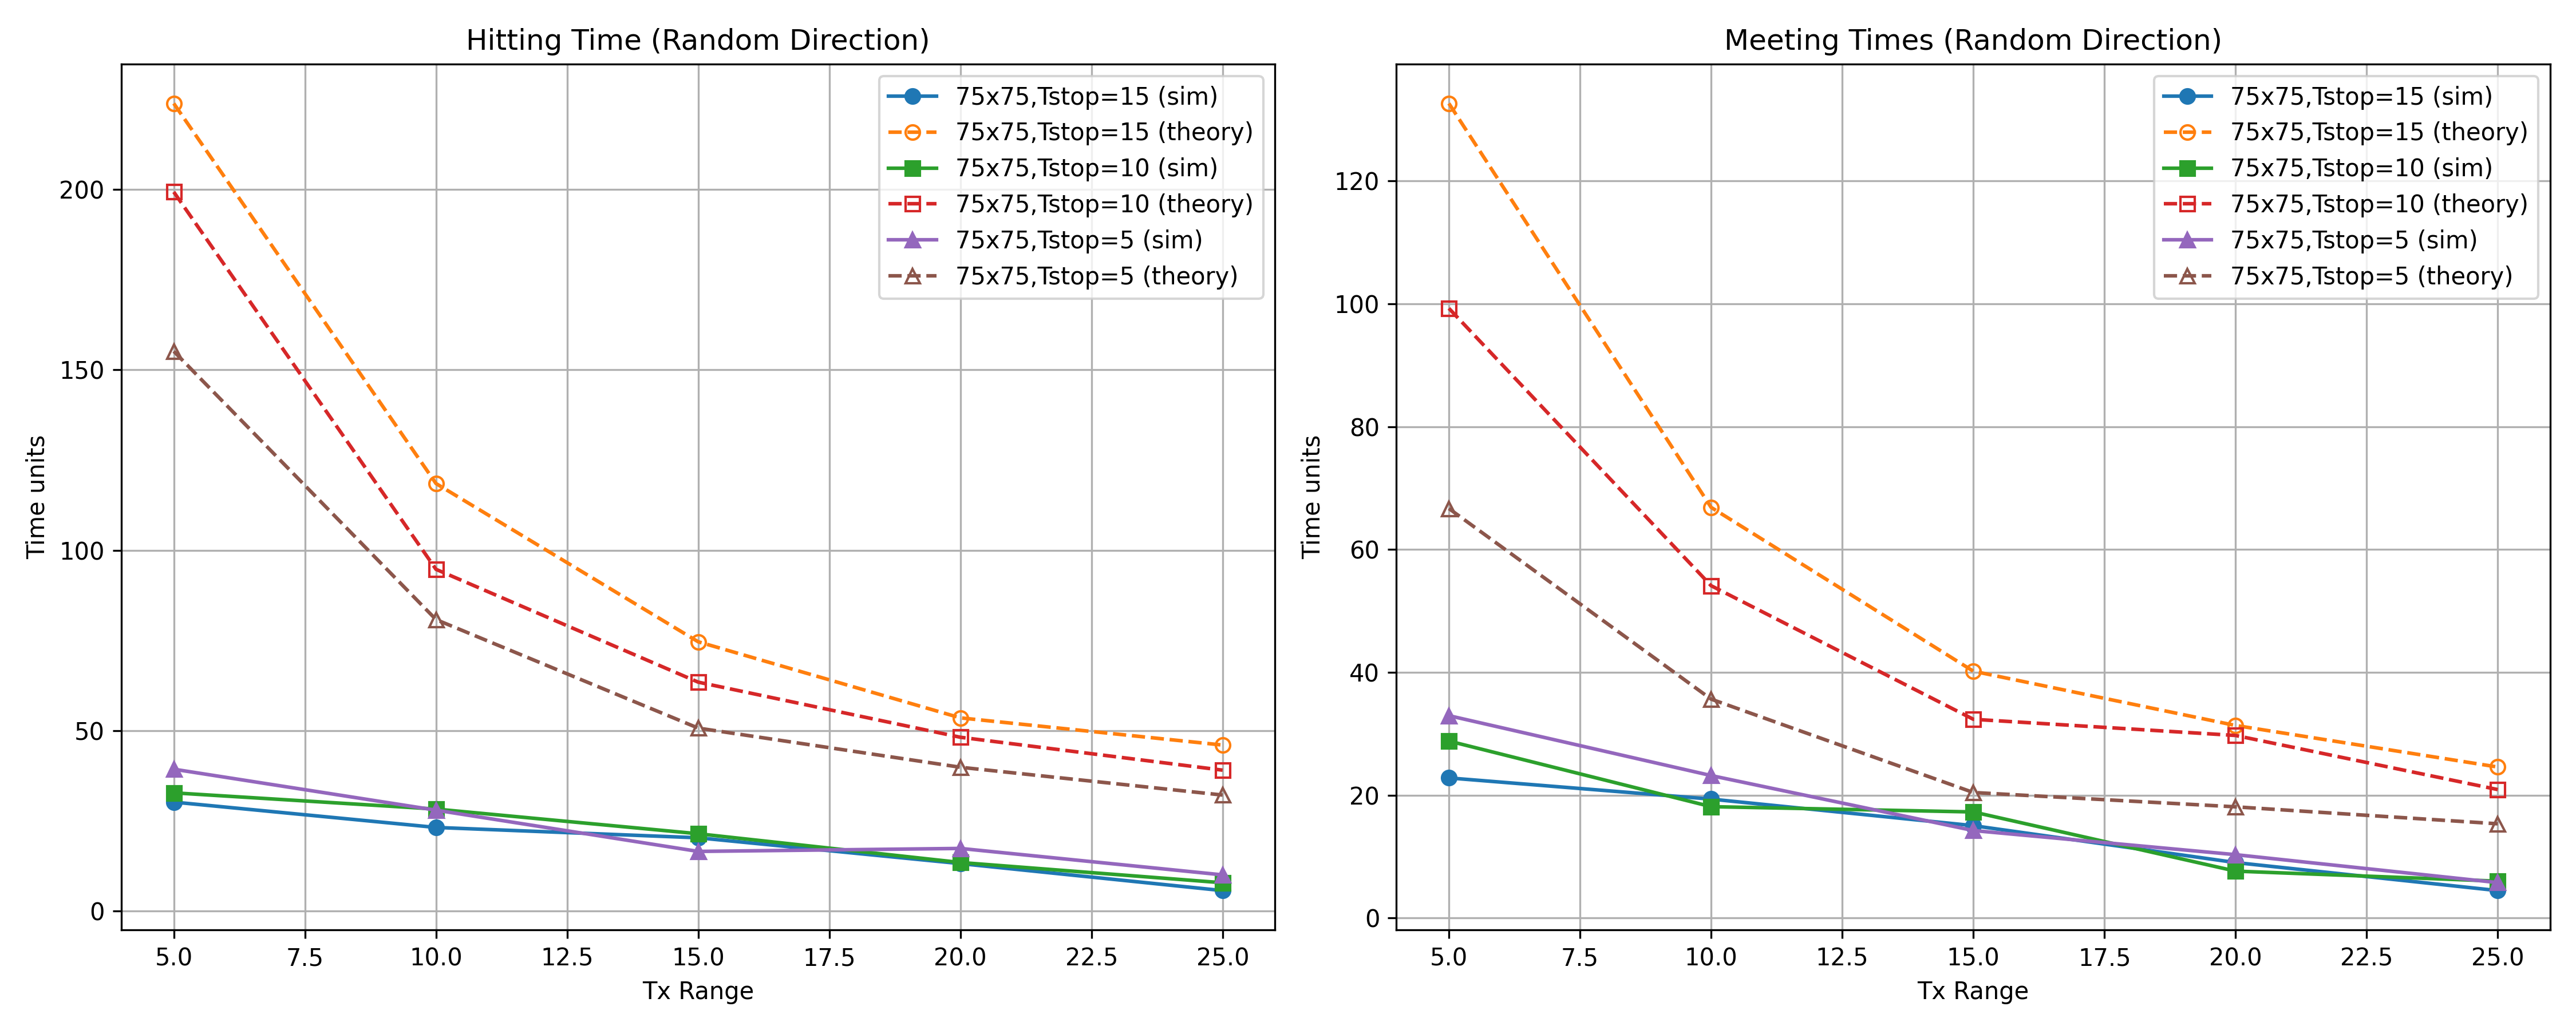 Hitting Time (Random Direction)
75x75,Tstop=15 (sim)
75x75,Tstop=15 (theory)
75x75,Tstop=10 (sim)
75x75,Tstop=10 (theory)
75x75,Tstop=5 (sim)
75x75,Tstop=5 (theory)
Time units
200
150
100
50
0
5.0 7.5 10.0 12.5 15.0 17.5 20.0 22.5 25.0
Tx Range
Meeting Times (Random Direction)
75x75,Tstop=15 (sim)
75x75,Tstop=15 (theory)
75x75,Tstop=10 (sim)
75x75,Tstop=10 (theory)
75x75,Tstop=5 (sim)
75x75,Tstop=5 (theory)
Time units
120
100
80
60
40
20
0
5.0 7.5 10.0 12.5 15.0 17.5 20.0 22.5 25.0
Tx Range